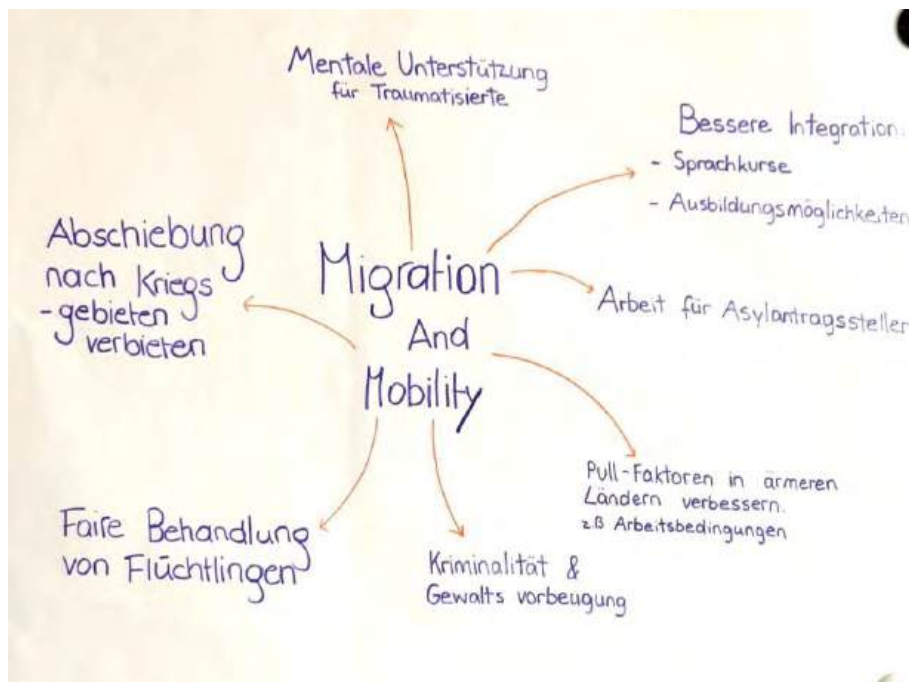 Mentale Unterstützung
für Traumatisierte
Bessere Integration.
- Sprachkurse
- Ausbildungsmöglichkeiten
Arbeit für Asylantragssteller
Migration
And
Mobility
Abschiebung
nach Kriegs
-gebieten
verbieten
Pull-Faktoren in ärmeren
Ländern verbessern.
zB Arbeitsbedingungen
Faire Behandlung
von Flüchtlingen
Kriminalität &
Gewalts vorbeugung